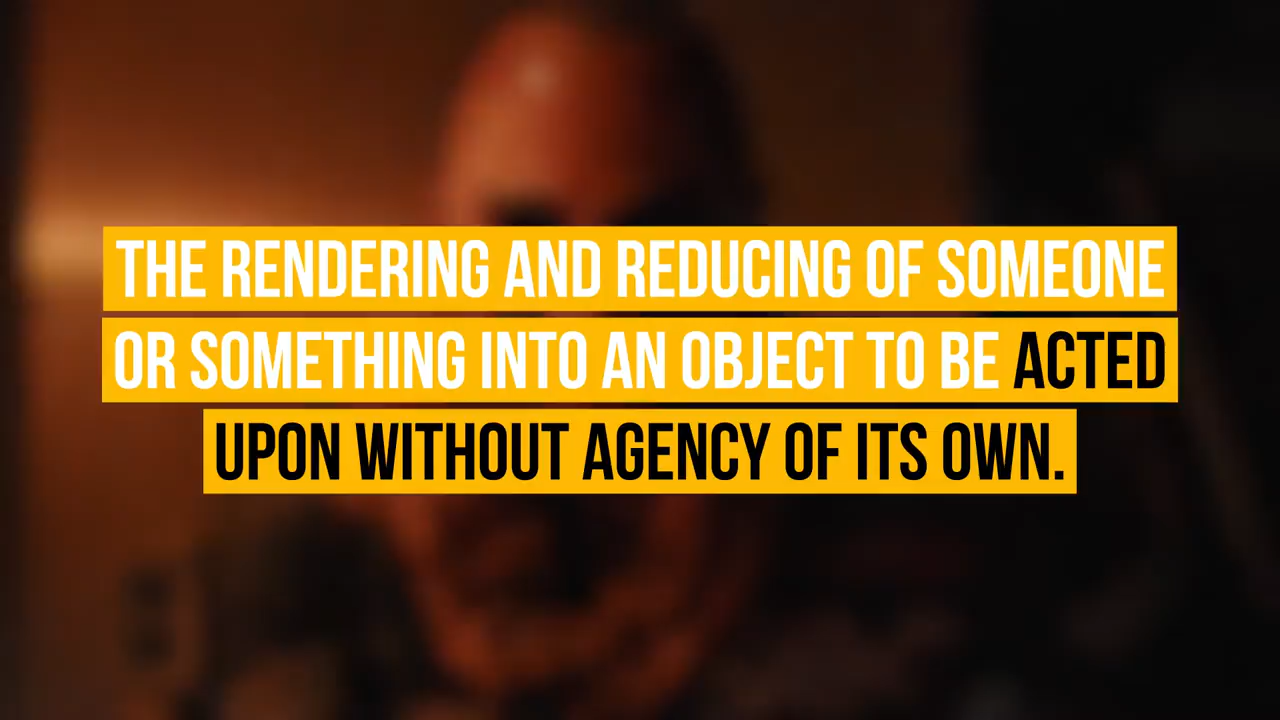 THE RENDERING AND REDUCING OF SOMEONE
OR SOMETHING INTO AN OBJECT TO BE ACTED
UPON WITHOUT AGENCY OF ITS OWN.